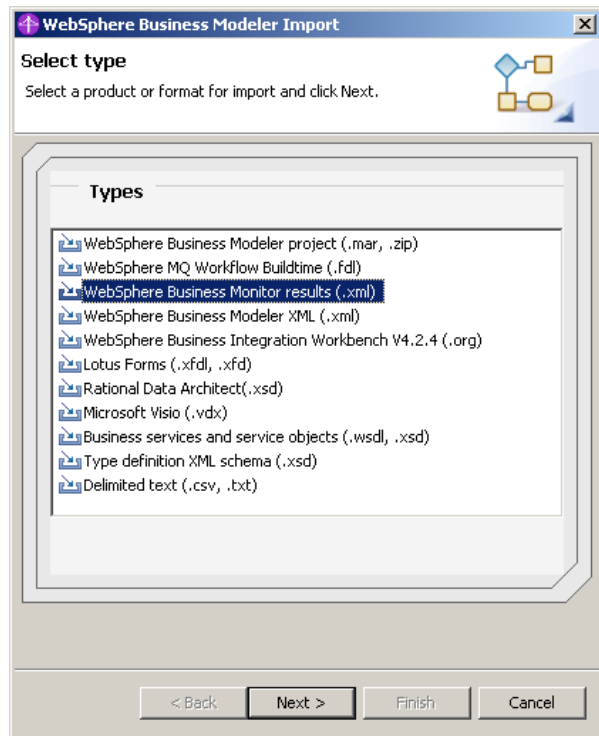 WebSphere Business Modeler Import
Select type
Select a product or format for import and click Next.
Types
WebSphere Business Modeler project (.mar, .zip)
WebSphere MQ Workflow Buildtime (.fdl)
WebSphere Business Monitor results (.xml)
WebSphere Business Modeler XML (.xml)
WebSphere Business Integration Workbench V4.2.4 (.org)
Lotus Forms (.xfdl, .xfd)
Rational Data Architect(.xsd)
Microsoft Visio (.vdx)
Business services and service objects (.wsdl, .xsd)
Type definition XML schema (.xsd)
Delimited text (.csv, .txt)
< Back Next > Finish Cancel